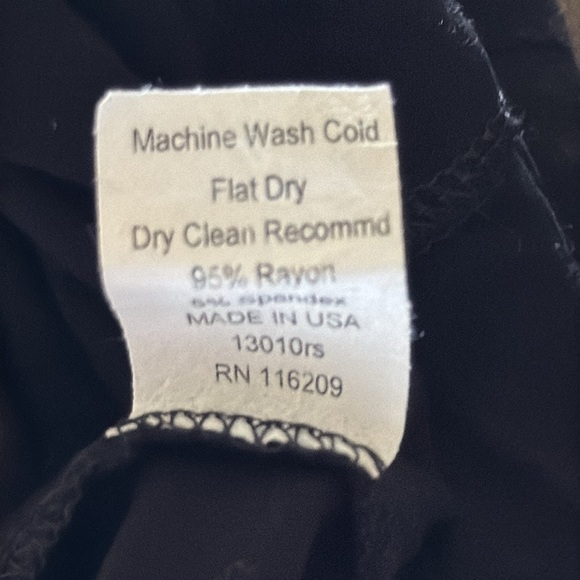 Machine Wash Cold
Flat Dry
Dry Clean Recommd
95% Rayon
5% Spandex
MADE IN USA
13010rs
RN 116209